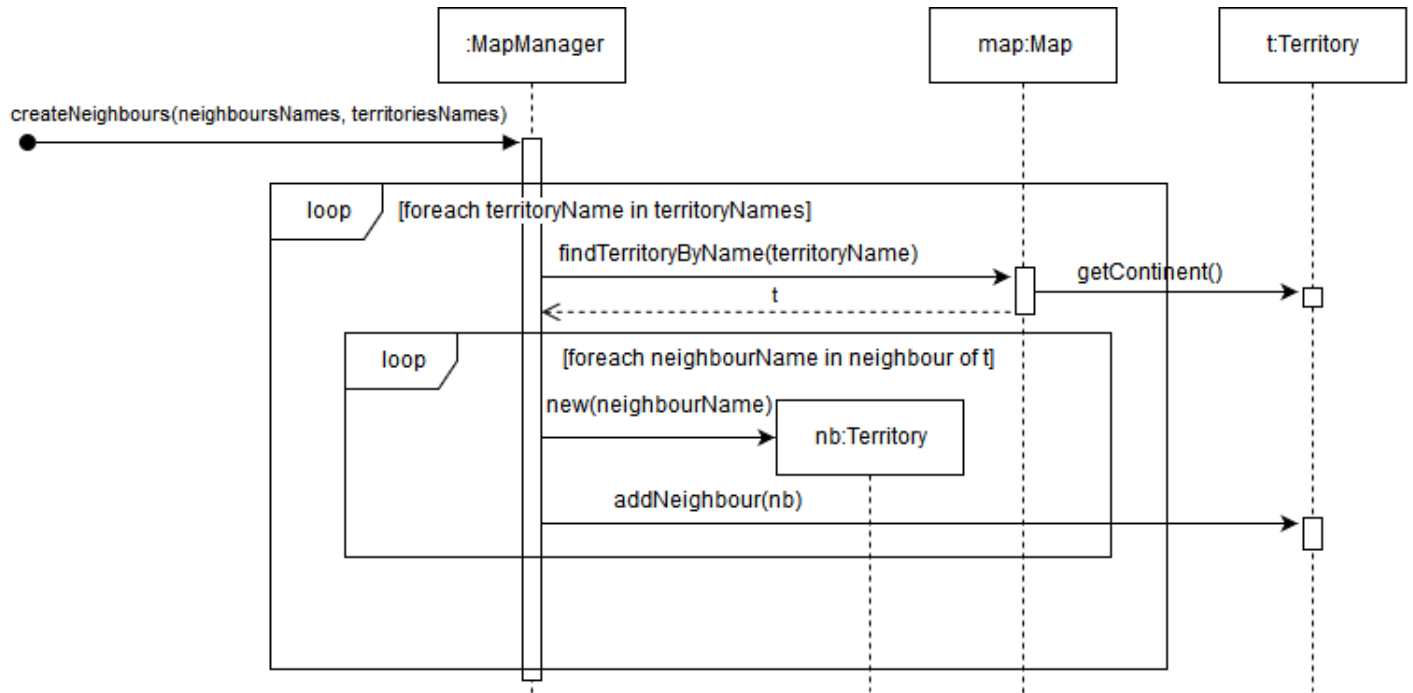 :MapManager
map:Map
t:Territory
createNeighbours(neighboursNames, territoriesNames)
loop
[foreach territoryName in territoryNames]
findTerritoryByName(territoryName)
getContinent()
t
loop
[foreach neighbourName in neighbour of t]
new(neighbourName)
nb:Territory
addNeighbour(nb)